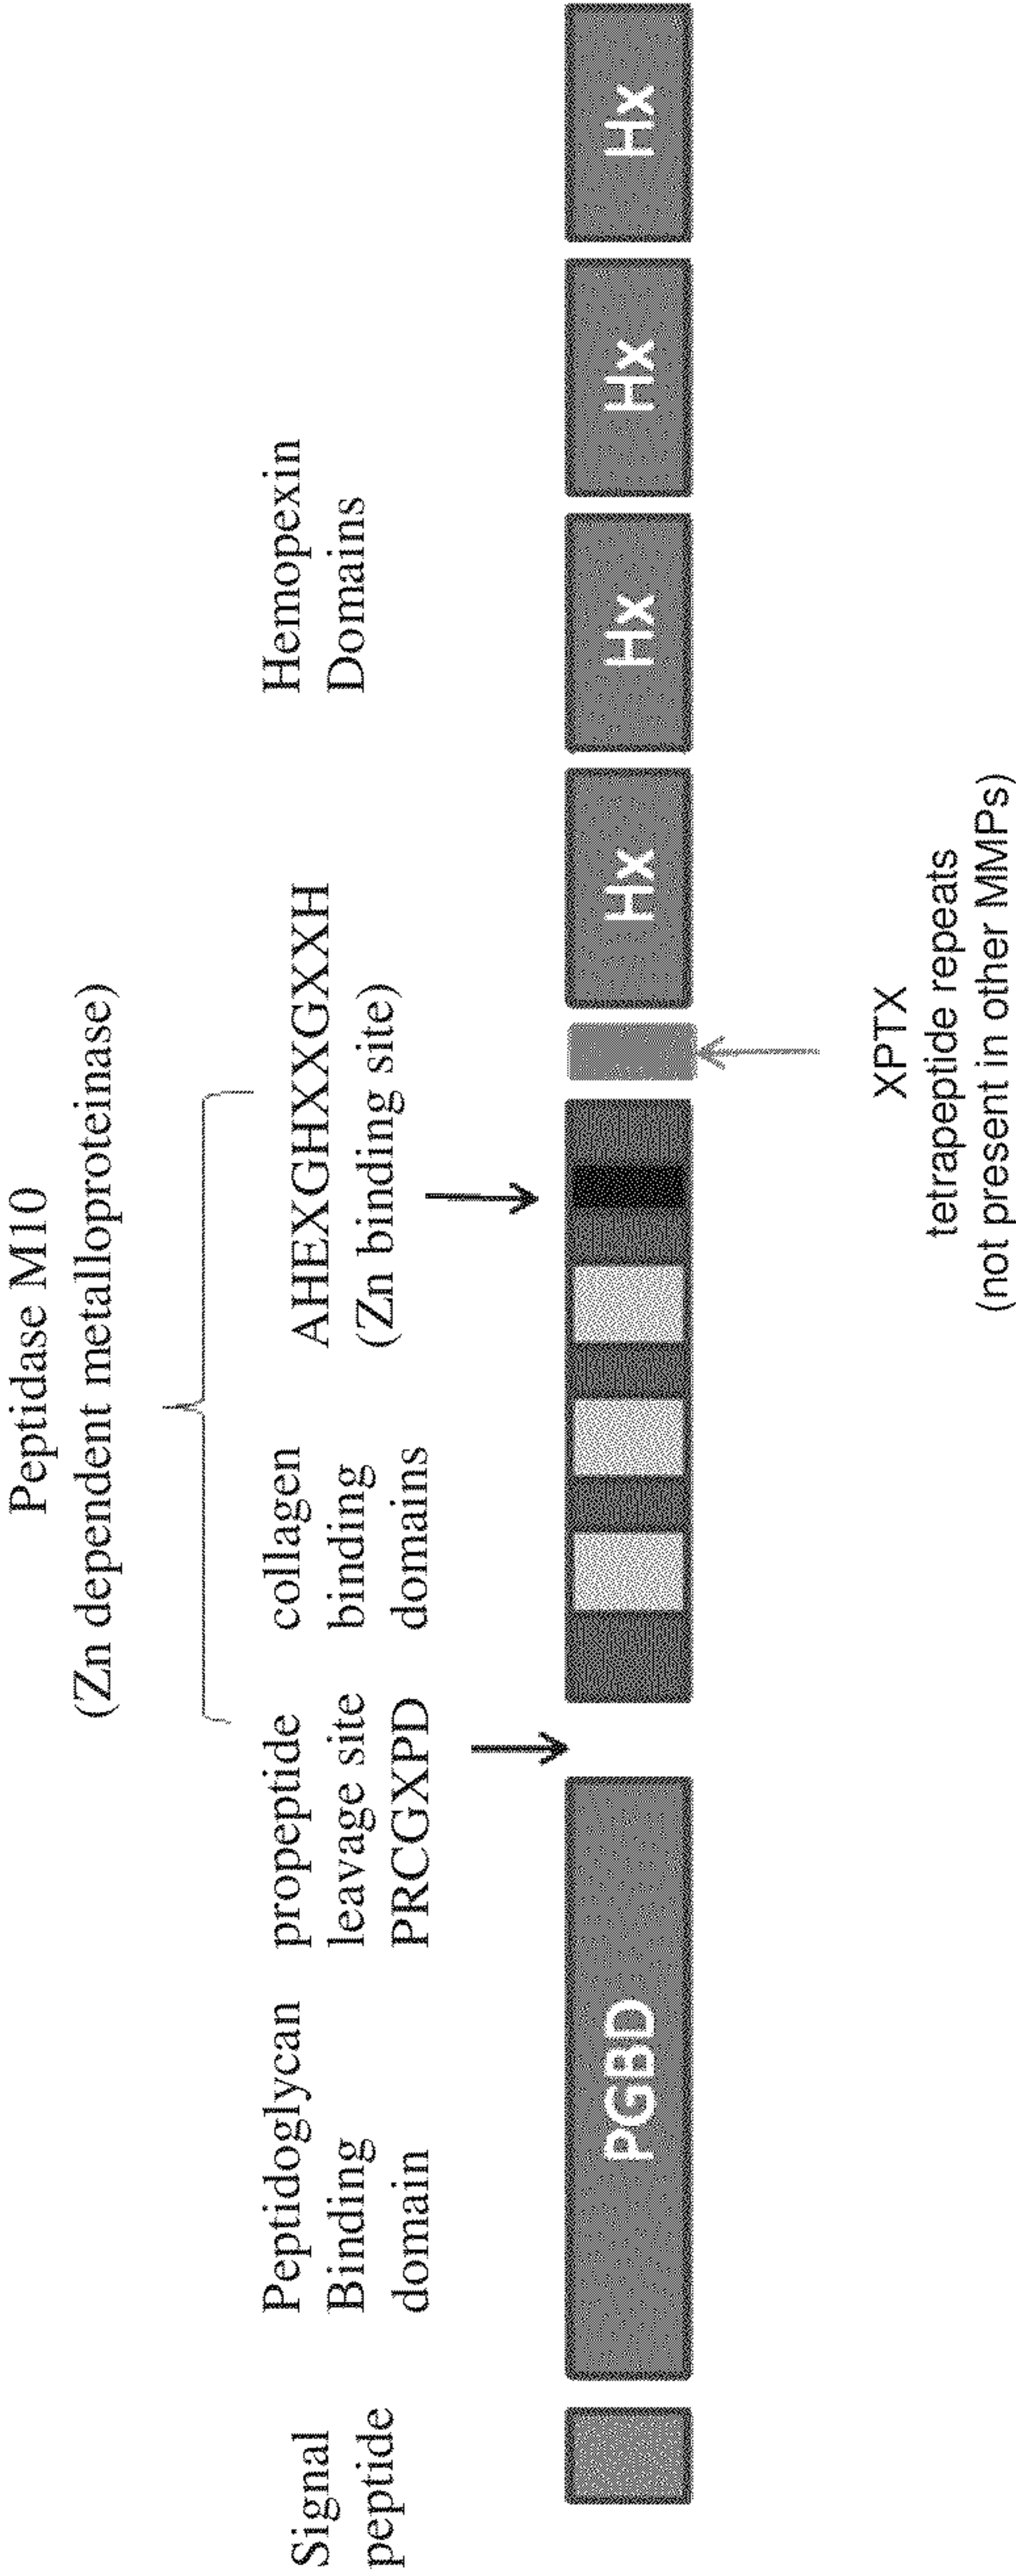 Peptidase M10
(Zn dependent metalloproteinase)
Signal
peptide
Peptidoglycan
Binding
domain
propeptide
leavage site
PRCGXPD
collagen
binding
domains
AHEXGHXXGXXH
(Zn binding site)
Hemopexin
Domains
PGBD
Hx
Hx
Hx
Hx
XPTX
tetrapeptide repeats
(not present in other MMPs)